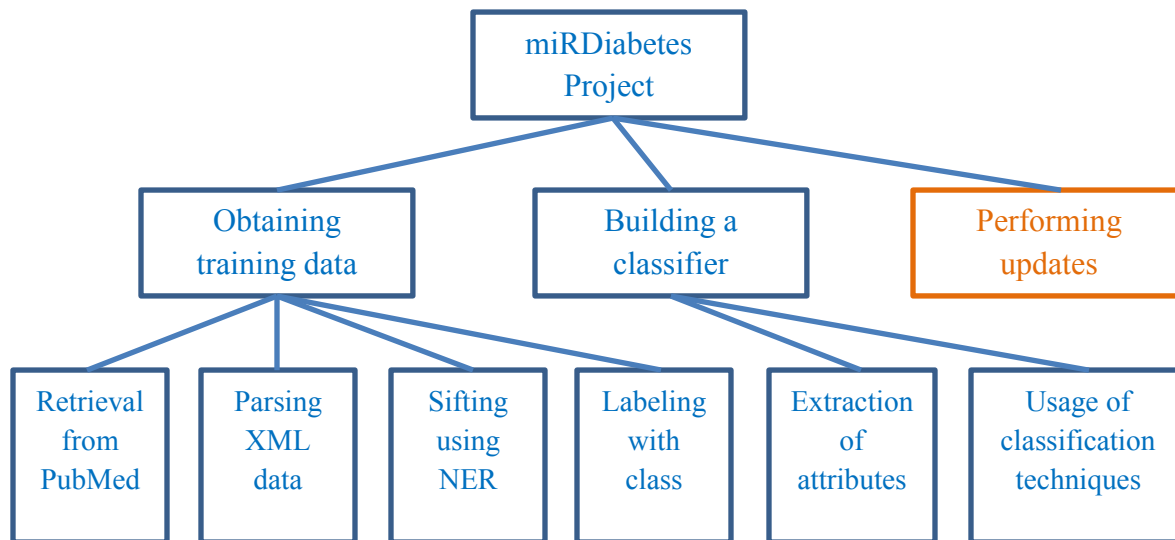 miRDiabetes
Project
Obtaining
training data
Building a
classifier
Performing
updates
Retrieval
from
PubMed
Parsing
XML
data
Sifting
using
NER
Labeling
with
class
Extraction
of
attributes
Usage of
classification
techniques